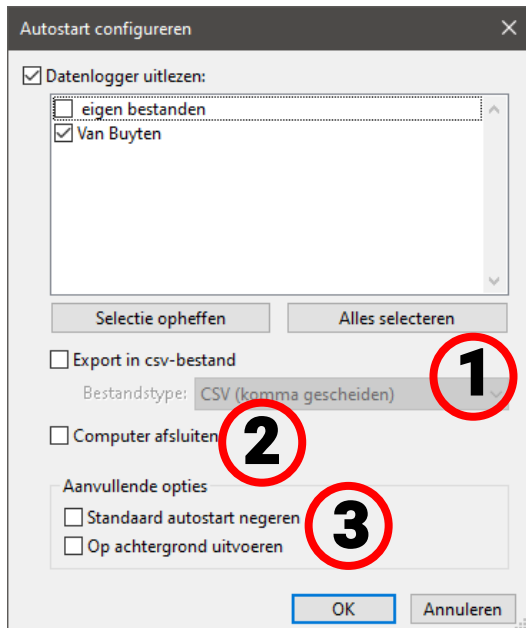 Autostart configureren
Datenlogger uitlezen:
eigen bestanden
Van Buyten
Selectie opheffen Alles selecteren
Export in csv-bestand
1
Bestandstype: CSV (komma gescheiden)
Computer afsluiten
2
Aanvullende opties
Standaard autostart negeren
3
Op achtergrond uitvoeren
OK Annuleren